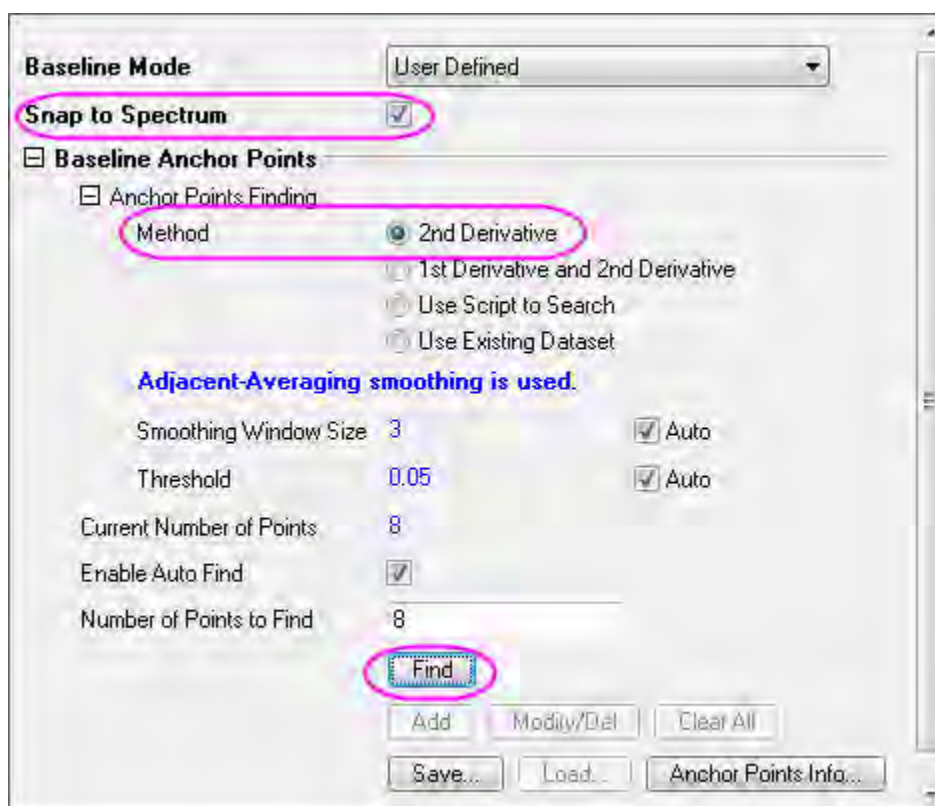 Baseline Mode User Defined
Snap to Spectrum
Baseline Anchor Points
Anchor Points Finding
Method 2nd Derivative
1st Derivative and 2nd Derivative
Use Script to Search
Use Existing Dataset
Adjacent-Averaging smoothing is used.
Smoothing Window Size 3 Auto
Threshold 0.05 Auto
Current Number of Points 8
Enable Auto Find
Number of Points to Find 8
Find
Add Modify/Del Clear All
Save... Load... Anchor Points Info...